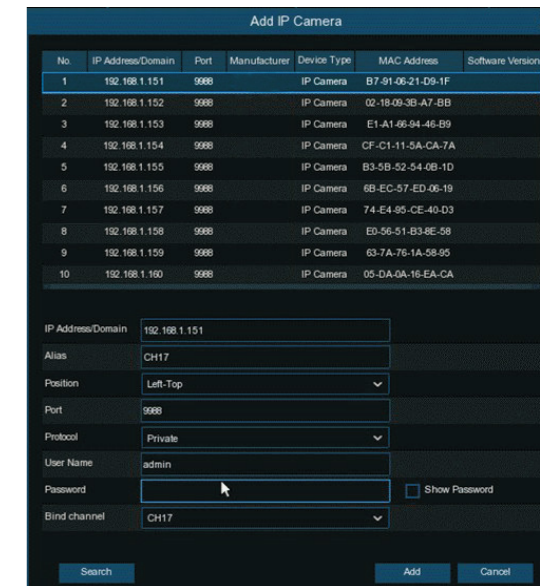 Add IP Camera
No. IP Address/Domain Port Manufacturer Device Type MAC Address Software Version
1 192.168.1.151 9988 IP Camera B7-91-06-21-D9-1F
2 192.168.1.152 9988 IP Camera 02-18-09-3B-A7-BB
3 192.168.1.153 9988 IP Camera E1-A1-66-94-46-B9
4 192.168.1.154 9988 IP Camera CF-C1-11-5A-CA-7A
5 192.168.1.155 9988 IP Camera B3-5B-52-54-0B-1D
6 192.168.1.156 9988 IP Camera 6B-EC-57-ED-06-19
7 192.168.1.157 9988 IP Camera 74-E4-95-CE-40-D3
8 192.168.1.158 9988 IP Camera E0-56-51-B3-8E-58
9 192.168.1.159 9988 IP Camera 63-7A-76-1A-58-95
10 192.168.1.160 9988 IP Camera 05-DA-0A-16-EA-CA
IP Address/Domain 192.168.1.151
Alias CH17
Position Left-Top
Port 9988
Protocol Private
User Name admin
Password Show Password
Bind channel CH17
Search Add Cancel